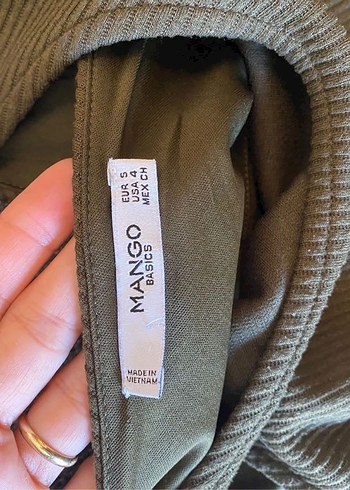 EUR S
USA 4
MEX CH
MANGO
BASICS
MADE IN
VIETNAM